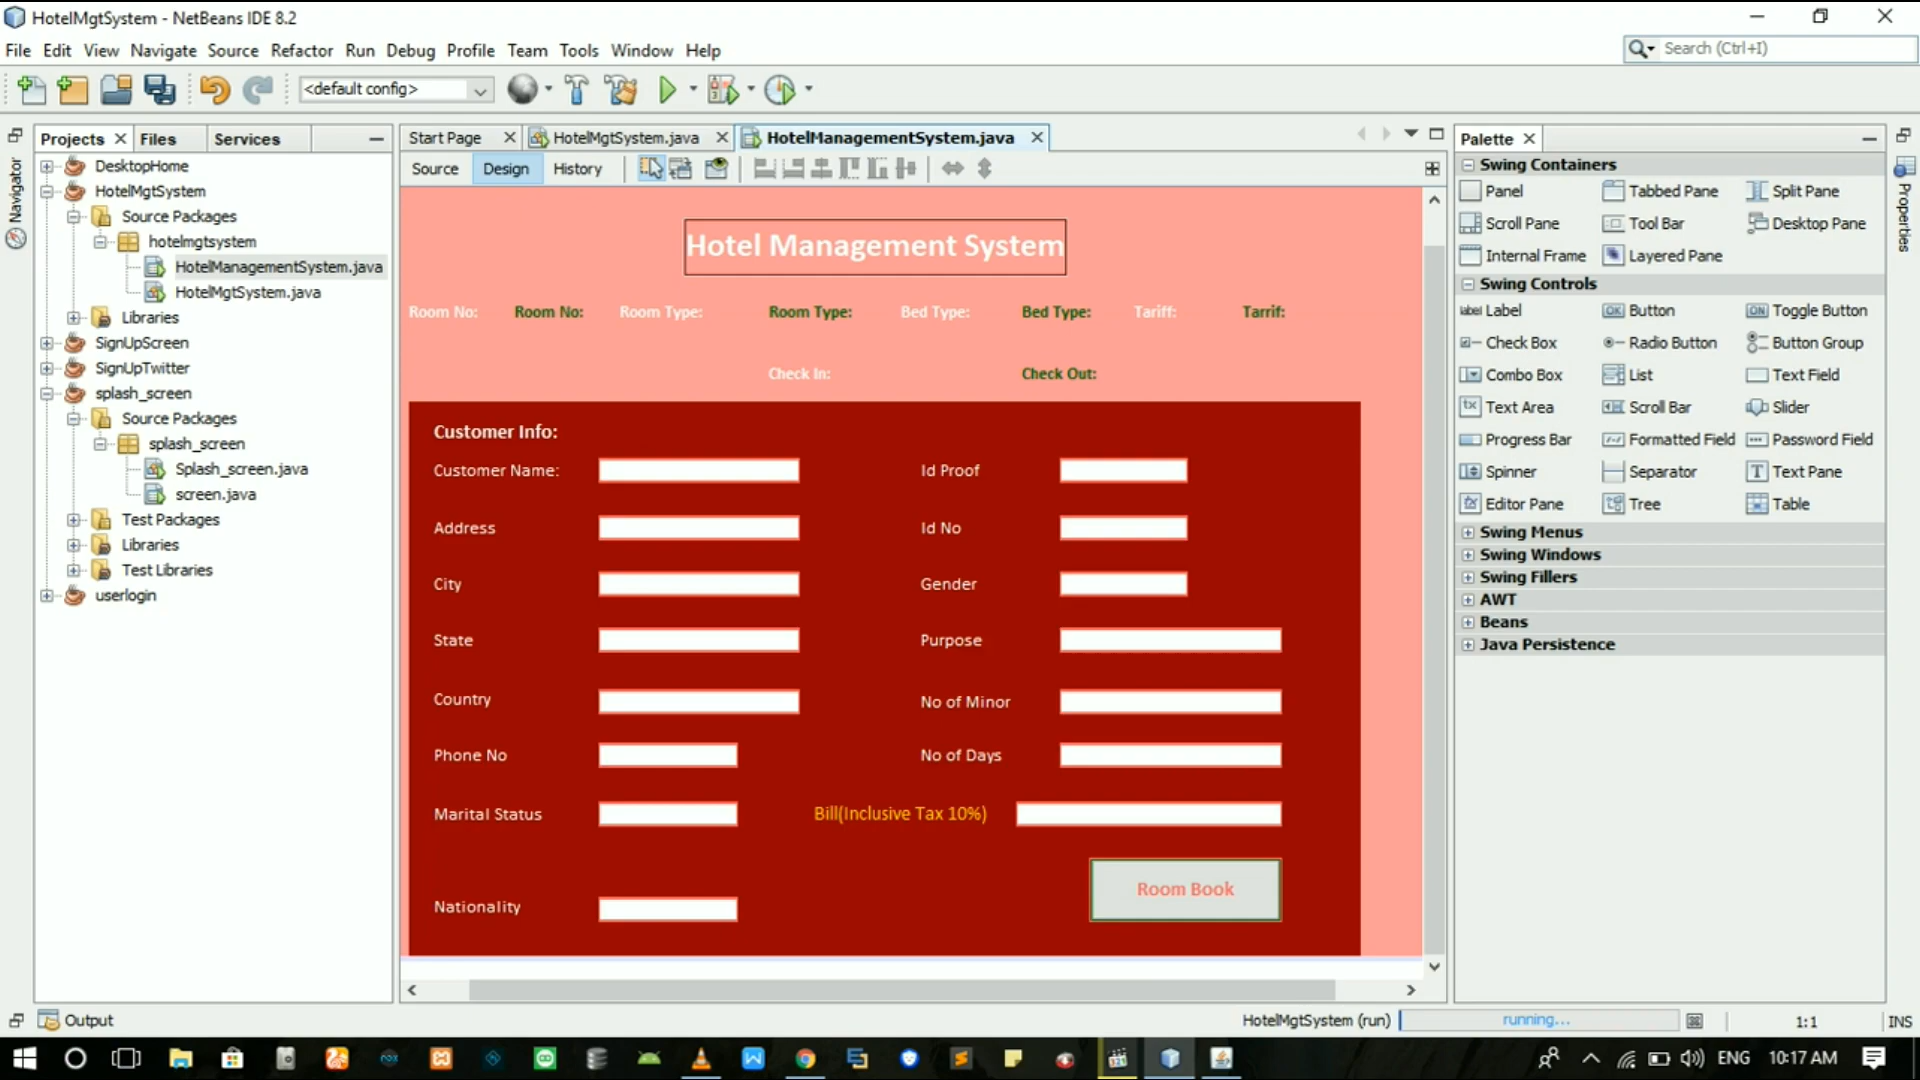 HotelMgtSystem - NetBeans IDE 8.2
File Edit View Navigate Source Refactor Run Debug Profile Team Tools Window Help
Search (Ctrl+I)
<default config>
Projects Files Services
Navigator
DesktopHome
HotelMgtSystem
Source Packages
hotelmgtsystem
HotelManagementSystem.java
HotelMgtSystem.java
Libraries
SignUpScreen
SignUpTwitter
splash_screen
Source Packages
splash_screen
Splash_screen.java
screen.java
Test Packages
Libraries
Test Libraries
userlogin
Start Page HotelMgtSystem.java HotelManagementSystem.java
Source Design History
Hotel Management System
Room No: Room No: Room Type: Room Type: Bed Type: Bed Type: Tariff: Tarrif:
Check In: Check Out:
Customer Info:
Customer Name: Id Proof
Address Id No
City Gender
State Purpose
Country No of Minor
Phone No No of Days
Marital Status Bill(Inclusive Tax 10%)
Room Book
Nationality
Palette
Swing Containers
Panel Tabbed Pane Split Pane
Scroll Pane Tool Bar Desktop Pane
Internal Frame Layered Pane
Swing Controls
label Label OK Button ON Toggle Button
Check Box Radio Button Button Group
Combo Box List Text Field
Text Area Scroll Bar Slider
Progress Bar Formatted Field Password Field
Spinner Separator Text Pane
Editor Pane Tree Table
Swing Menus
Swing Windows
Swing Fillers
AWT
Beans
Java Persistence
Properties
Output
HotelMgtSystem (run) running... 1:1 INS
ENG 10:17 AM